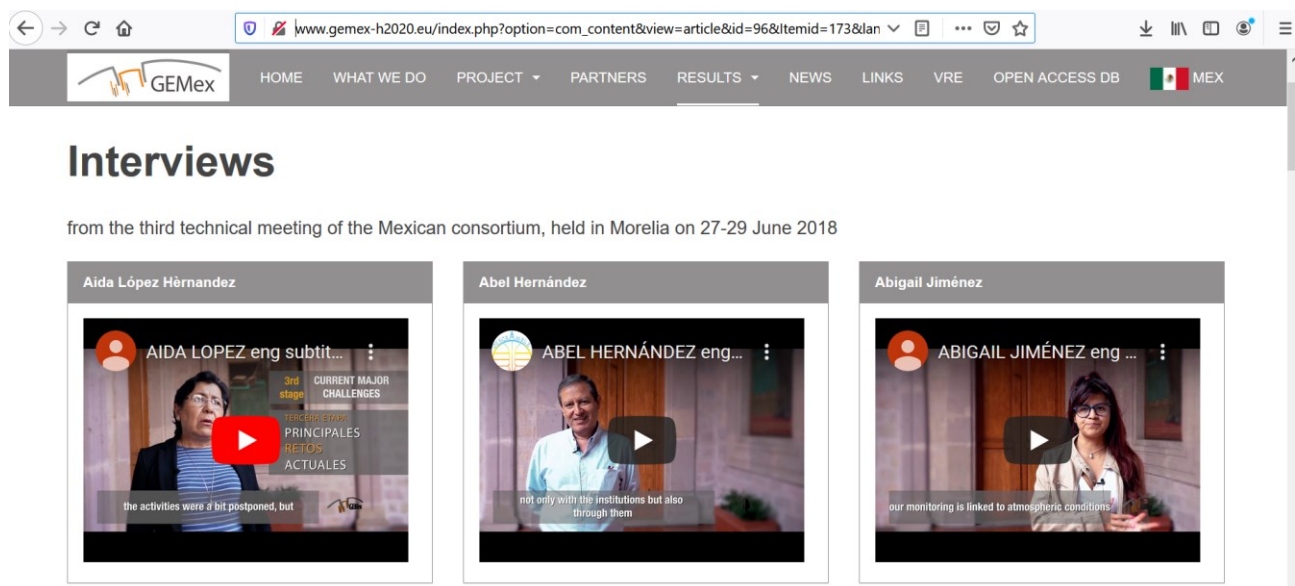 www.gemex-h2020.eu/index.php?option=com_content&view=article&id=96&Itemid=173&lan
GEMex HOME WHAT WE DO PROJECT PARTNERS RESULTS NEWS LINKS VRE OPEN ACCESS DB MEX
Interviews
from the third technical meeting of the Mexican consortium, held in Morelia on 27-29 June 2018
Aida López Hèrnandez
AIDA LOPEZ eng subtit...
3rd stage CURRENT MAJOR
CHALLENGES
TERCERA ETAPA
PRINCIPALES
RETOS
ACTUALES
the activities were a bit postponed, but
Abel Hernández
ABEL HERNÁNDEZ eng...
not only with the institutions but also
through them
Abigail Jiménez
ABIGAIL JIMÉNEZ eng ...
our monitoring is linked to atmospheric conditions